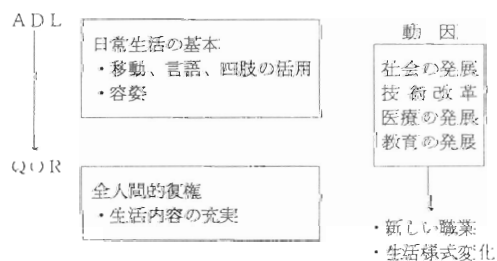 ADL
日常生活の基本
・移動、言語、四肢の活用
・容姿
QOR
全人間的復権
・生活内容の充実
動因
社会の発展
技術改革
医療の発展
教育の発展
・新しい職業
・生活様式変化